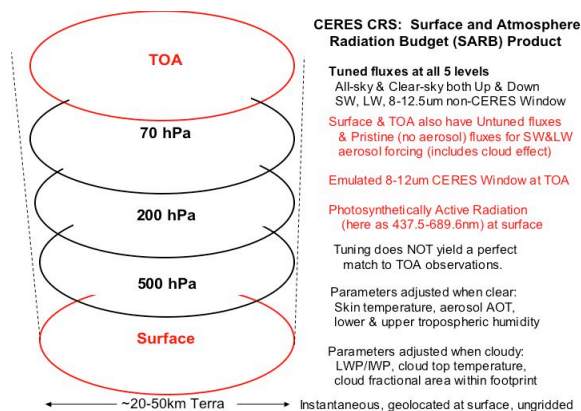 CERES CRS: Surface and Atmosphere
Radiation Budget (SARB) Product
TOA
70 hPa
200 hPa
500 hPa
Surface
~20-50km Terra
Tuned fluxes at all 5 levels
All-sky & Clear-sky both Up & Down
SW, LW, 8-12.5um non-CERES Window
Surface & TOA also have Untuned fluxes
& Pristine (no aerosol) fluxes for SW&LW
aerosol forcing (includes cloud effect)
Emulated 8-12um CERES Window at TOA
Photosynthetically Active Radiation
(here as 437.5-689.6nm) at surface
Tuning does NOT yield a perfect
match to TOA observations.
Parameters adjusted when clear:
Skin temperature, aerosol AOT,
lower & upper tropospheric humidity
Parameters adjusted when cloudy:
LWP/IWP, cloud top temperature,
cloud fractional area within footprint
Instantaneous, geolocated at surface, ungridded